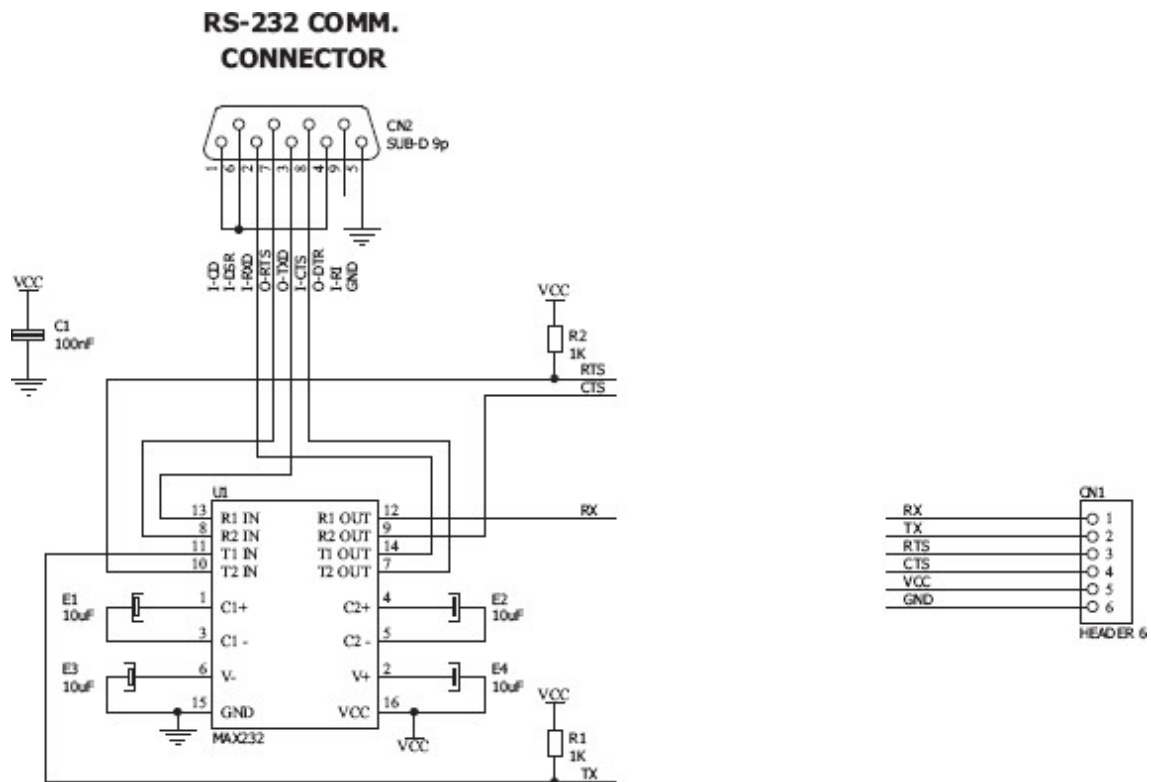 RS-232 COMM.
CONNECTOR
CN2
SUB-D 9p
1
6
2
7
3
8
4
9
5
I-CD
I-DSR
I-RXD
O-RTS
O-TXD
I-CTS
O-DTR
I-RI
GND
VCC
C1
100nF
VCC
R2
1K
RTS
CTS
U1
13 R1 IN R1 OUT 12
8 R2 IN R2 OUT 9
11 T1 IN T1 OUT 14
10 T2 IN T2 OUT 7
RX
E1
10uF
1 C1+ C2+ 4
3 C1 - C2 - 5
E2
10uF
E3
10uF
6 V- V+ 2
15 GND VCC 16
E4
10uF
MAX232
VCC
VCC
R1
1K
TX
CN1
RX 1
TX 2
RTS 3
CTS 4
VCC 5
GND 6
HEADER 6